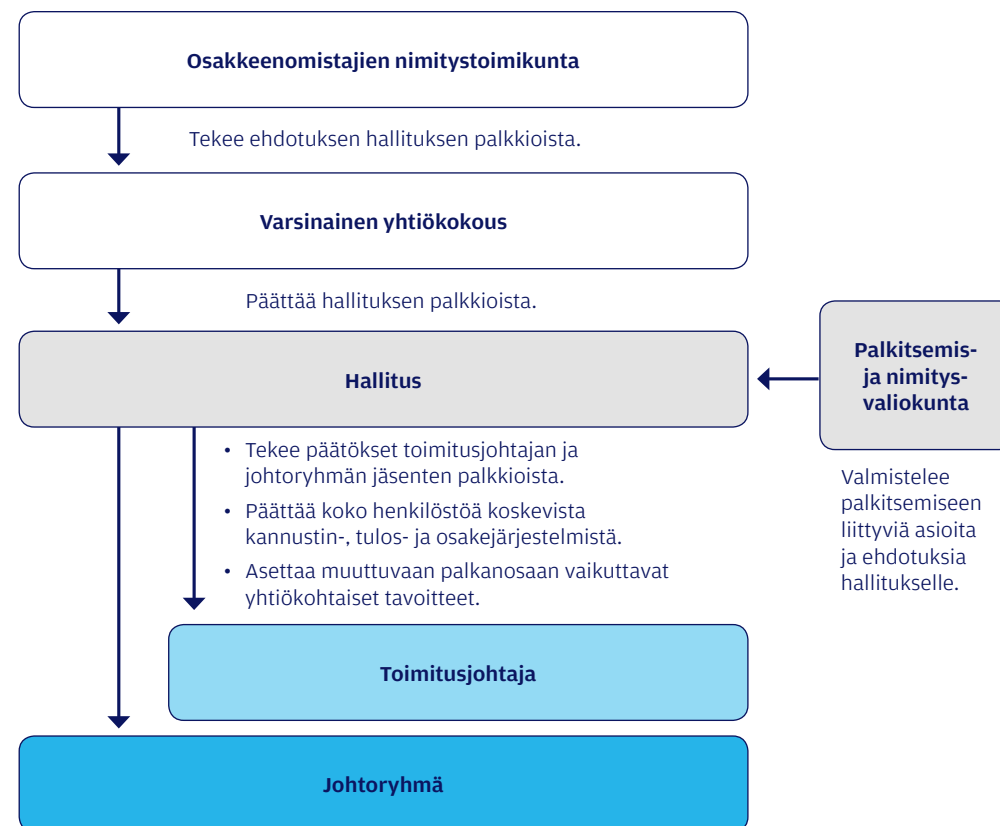 Osakkeenomistajien nimitystoimikunta
Tekee ehdotuksen hallituksen palkkioista.
Varsinainen yhtiökokous
Päättää hallituksen palkkioista.
Hallitus
Palkitsemis-
ja nimitys-
valiokunta
• Tekee päätökset toimitusjohtajan ja
johtoryhmän jäsenten palkkioista.
• Päättää koko henkilöstöä koskevista
kannustin-, tulos- ja osakejärjestelmistä.
• Asettaa muuttuvaan palkanosaan vaikuttavat
yhtiökohtaiset tavoitteet.
Valmistelee
palkitsemiseen
liittyviä asioita
ja ehdotuksia
hallitukselle.
Toimitusjohtaja
Johtoryhmä